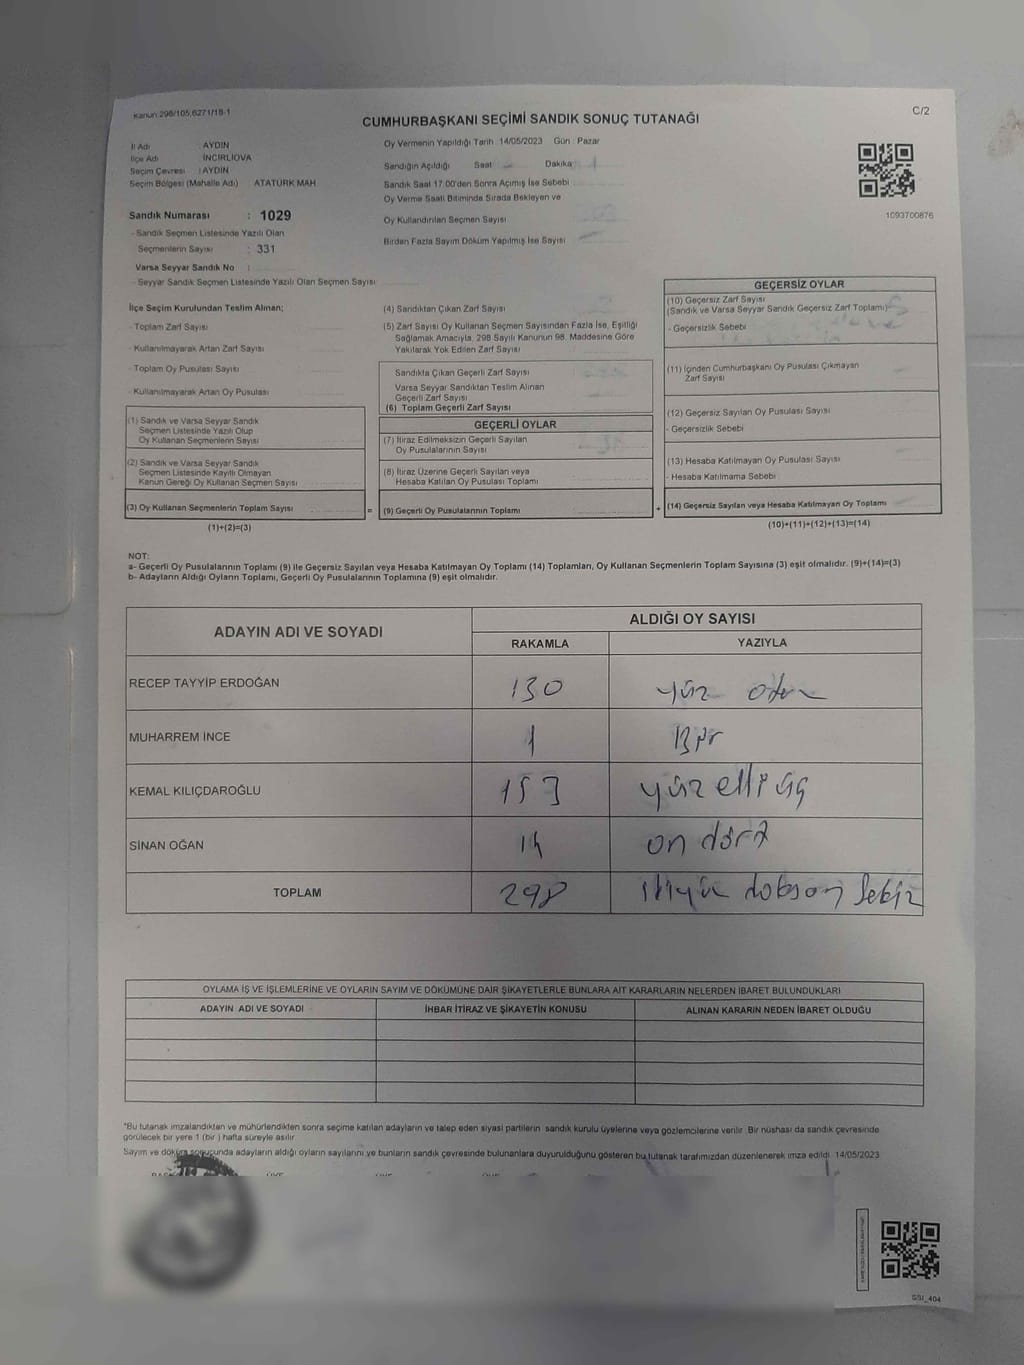 Kanun:298/105,6271/18-1
C/2
CUMHURBAŞKANI SEÇİMİ SANDIK SONUÇ TUTANAĞI
İl Adı : AYDIN
İlçe Adı : İNCİRLİOVA
Seçim Çevresi : AYDIN
Seçim Bölgesi (Mahalle Adı) : ATATÜRK MAH
Sandık Numarası : 1029
- Sandık Seçmen Listesinde Yazılı Olan
Seçmenlerin Sayısı : 331
Varsa Seyyar Sandık No :
- Seyyar Sandık Seçmen Listesinde Yazılı Olan Seçmen Sayısı
Oy Vermenin Yapıldığı Tarih : 14/05/2023 Gün : Pazar
Sandığın Açıldığı Saat Dakika
Sandık Saat 17:00'den Sonra Açımış İse Sebebi
Oy Verme Saati Bitiminde Sırada Bekleyen ve
Oy Kullandırılan Seçmen Sayısı
Birden Fazla Sayım Döküm Yapılmış İse Sayısı
1093700876
İlçe Seçim Kurulundan Teslim Alınan;
- Toplam Zarf Sayısı
- Kullanılmayarak Artan Zarf Sayısı
- Toplam Oy Pusulası Sayısı
- Kullanılmayarak Artan Oy Pusulası
(1) Sandık ve Varsa Seyyar Sandık
Seçmen Listesinde Yazılı Olup
Oy Kullanan Seçmenlerin Sayısı
(2) Sandık ve Varsa Seyyar Sandık
Seçmen Listesinde Kayıtlı Olmayan
Kanun Gereği Oy Kullanan Seçmen Sayısı
(3) Oy Kullanan Seçmenlerin Toplam Sayısı
(1)+(2)=(3)
(4) Sandıktan Çıkan Zarf Sayısı
(5) Zarf Sayısı Oy Kullanan Seçmen Sayısından Fazla İse, Eşitliği
Sağlamak Amacıyla, 298 Sayılı Kanunun 98. Maddesine Göre
Yakılarak Yok Edilen Zarf Sayısı
Sandıkta Çıkan Geçerli Zarf Sayısı
Varsa Seyyar Sandıktan Teslim Alınan
Geçerli Zarf Sayısı
(6) Toplam Geçerli Zarf Sayısı
GEÇERLİ OYLAR
(7) İtiraz Edilmeksizin Geçerli Sayılan
Oy Pusulalarının Sayısı
(8) İtiraz Üzerine Geçerli Sayılan veya
Hesaba Katılan Oy Pusulası Toplamı
= (9) Geçerli Oy Pusulalarının Toplamı
GEÇERSİZ OYLAR
(10) Geçersiz Zarf Sayısı
(Sandık ve Varsa Seyyar Sandık Geçersiz Zarf Toplamı)
- Geçersizlik Sebebi
(11) İçinden Cumhurbaşkanı Oy Pusulası Çıkmayan
Zarf Sayısı
(12) Geçersiz Sayılan Oy Pusulası Sayısı
- Geçersizlik Sebebi
(13) Hesaba Katılmayan Oy Pusulası Sayısı
- Hesaba Katılmama Sebebi
+ (14) Geçersiz Sayılan veya Hesaba Katılmayan Oy Toplamı
(10)+(11)+(12)+(13)=(14)
NOT:
a- Geçerli Oy Pusulalarının Toplamı (9) ile Geçersiz Sayılan veya Hesaba Katılmayan Oy Toplamı (14) Toplamları, Oy Kullanan Seçmenlerin Toplam Sayısına (3) eşit olmalıdır. (9)+(14)=(3)
b- Adayların Aldığı Oyların Toplamı, Geçerli Oy Pusulalarının Toplamına (9) eşit olmalıdır.
ADAYIN ADI VE SOYADI ALDIĞI OY SAYISI
RAKAMLA YAZIYLA
RECEP TAYYİP ERDOĞAN 130 yüz otuz
MUHARREM İNCE 1 Bir
KEMAL KILIÇDAROĞLU 153 yüz elli üç
SİNAN OĞAN 14 on dört
TOPLAM 298 ikiyüz doksan sekiz
OYLAMA İŞ VE İŞLEMLERİNE VE OYLARIN SAYIM VE DÖKÜMÜNE DAİR ŞİKAYETLERLE BUNLARA AİT KARARLARIN NELERDEN İBARET BULUNDUKLARI
ADAYIN ADI VE SOYADI İHBAR İTİRAZ VE ŞİKAYETİN KONUSU ALINAN KARARIN NEDEN İBARET OLDUĞU
"Bu tutanak imzalandıkten ve mühürlendikten sonra seçime katılan adayların ve talep eden siyasi partilerin sandık kurulu üyelerine veya gözlemcilerine verilir. Bir nüshası da sandık çevresinde
görülecek bir yere 1 (bir ) hafta süreyle asılır
Sayım ve döküm sonucunda adayların aldığı oyların sayılarını ve bunların sandık çevresinde bulunanlara duyurulduğunu gösteren bu tutanak tarafımızdan düzenlenerek imza edildi. 14/05/2023
SSI_404